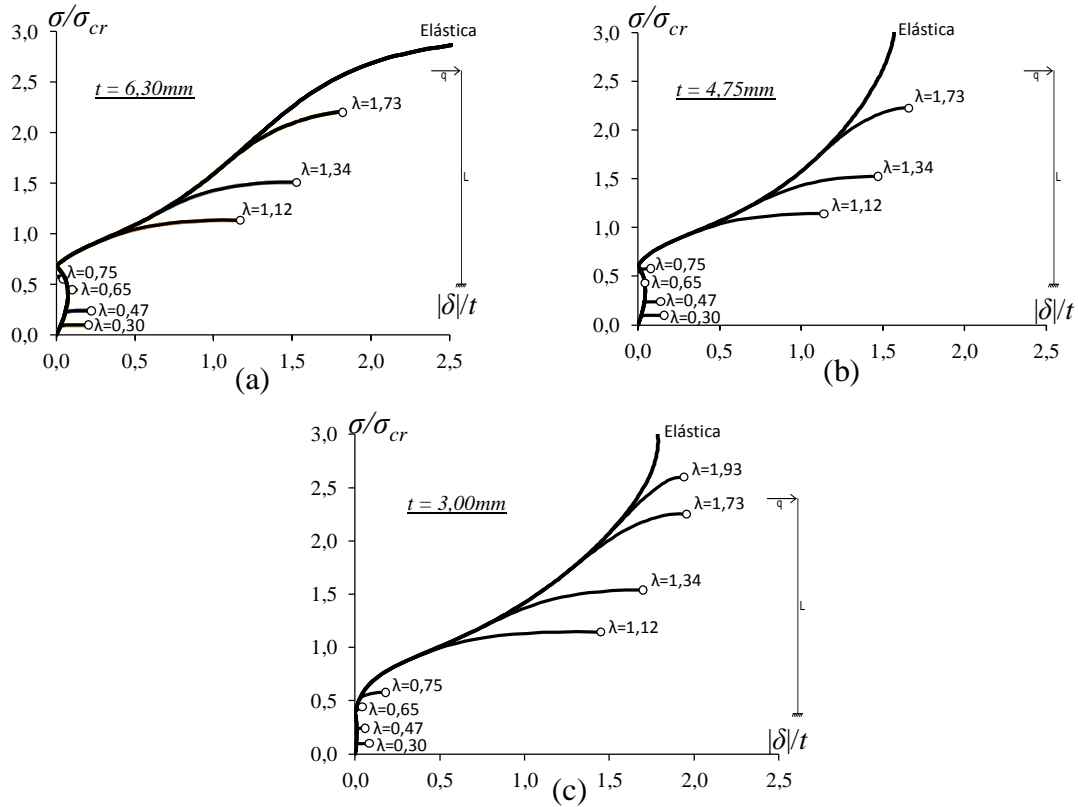 σ/σcr
3,0
2,5
2,0
1,5
1,0
0,5
0,0
0,0 0,5 1,0 1,5 2,0 2,5
t = 6,30mm
Elástica
λ=1,73
λ=1,34
λ=1,12
λ=0,75
λ=0,65
λ=0,47
λ=0,30
q
L
|δ|/t
(a)
σ/σcr
3,0
2,5
2,0
1,5
1,0
0,5
0,0
0,0 0,5 1,0 1,5 2,0 2,5
t = 4,75mm
Elástica
λ=1,73
λ=1,34
λ=1,12
λ=0,75
λ=0,65
λ=0,47
λ=0,30
q
L
|δ|/t
(b)
σ/σcr
3,0
2,5
2,0
1,5
1,0
0,5
0,0
0,0 0,5 1,0 1,5 2,0 2,5
t = 3,00mm
Elástica
λ=1,93
λ=1,73
λ=1,34
λ=1,12
λ=0,75
λ=0,65
λ=0,47
λ=0,30
q
L
|δ|/t
(c)